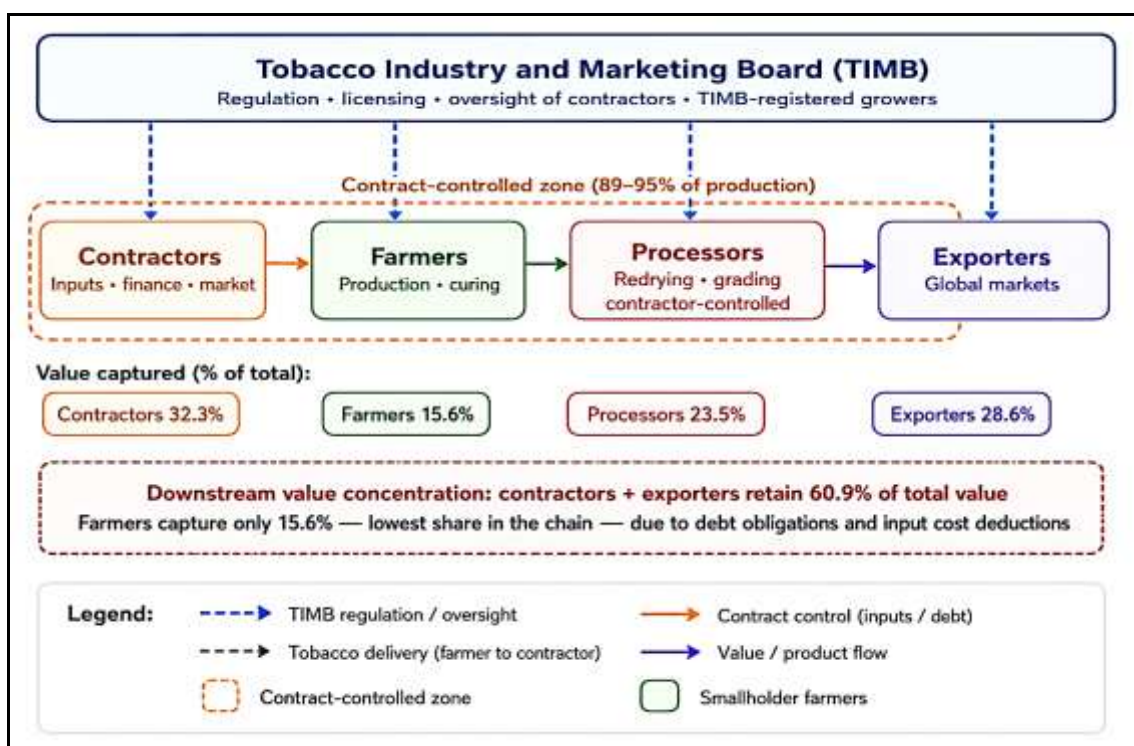 Tobacco Industry and Marketing Board (TIMB)
Regulation • licensing • oversight of contractors • TIMB-registered growers
Contract-controlled zone (89–95% of production)
Contractors
Inputs • finance • market
Farmers
Production • curing
Processors
Redrying • grading
contractor-controlled
Exporters
Global markets
Value captured (% of total):
Contractors 32.3%
Farmers 15.6%
Processors 23.5%
Exporters 28.6%
Downstream value concentration: contractors + exporters retain 60.9% of total value
Farmers capture only 15.6% — lowest share in the chain — due to debt obligations and input cost deductions
Legend:
TIMB regulation / oversight
Contract control (inputs / debt)
Tobacco delivery (farmer to contractor)
Value / product flow
Contract-controlled zone
Smallholder farmers